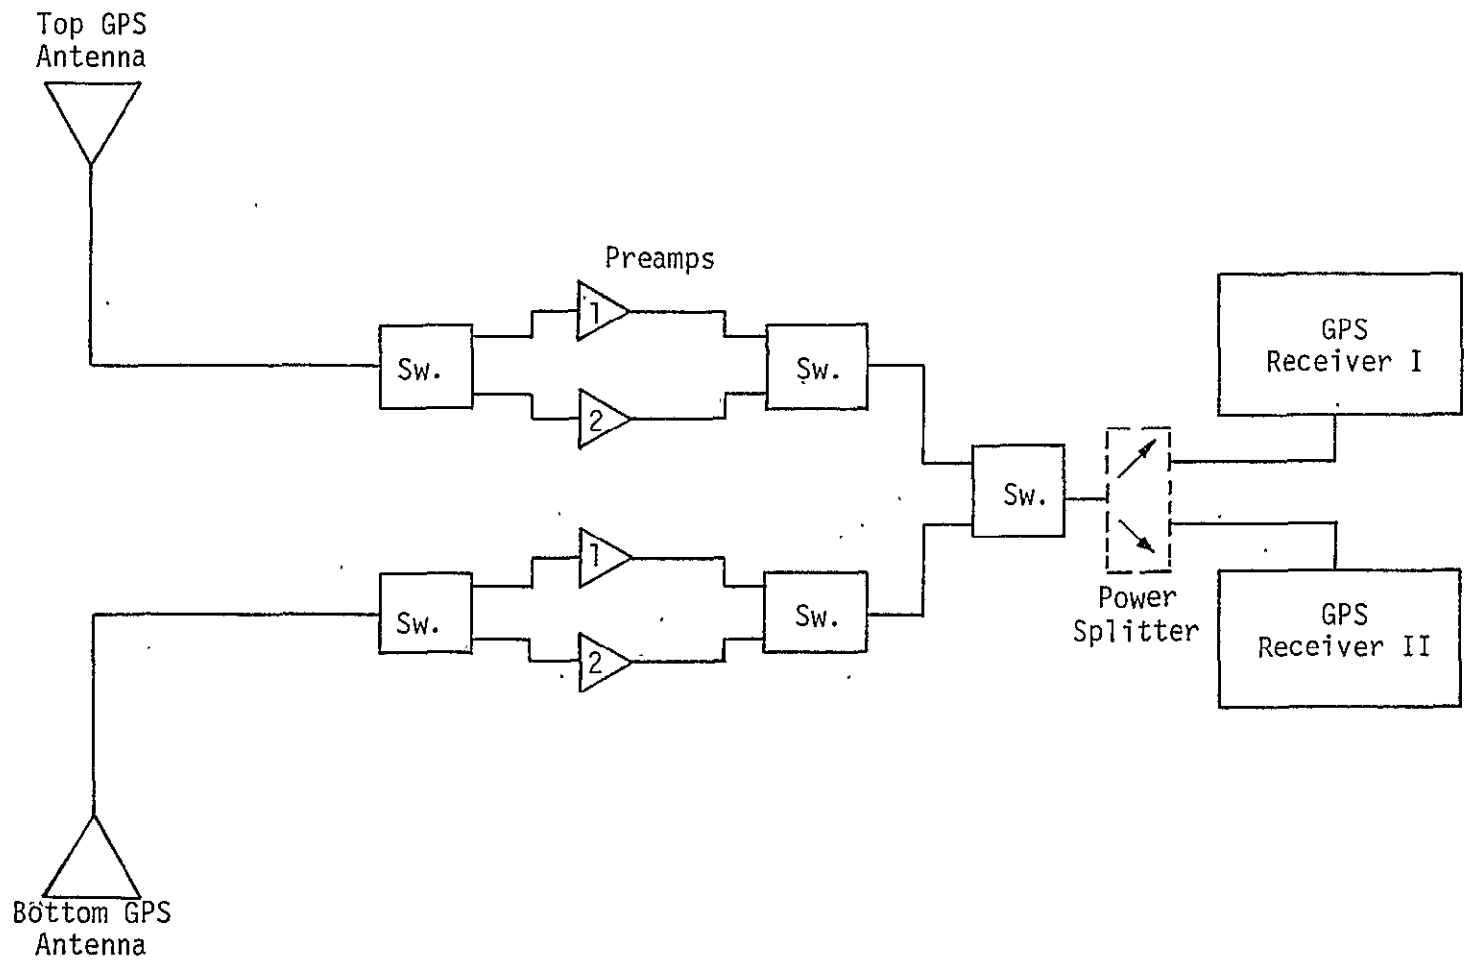 Top GPS
Antenna
Preamps
1
Sw.
Sw.
2
GPS
Receiver I
Sw.
1
Sw.
Sw.
2
Power
Splitter
GPS
Receiver II
Bottom GPS
Antenna